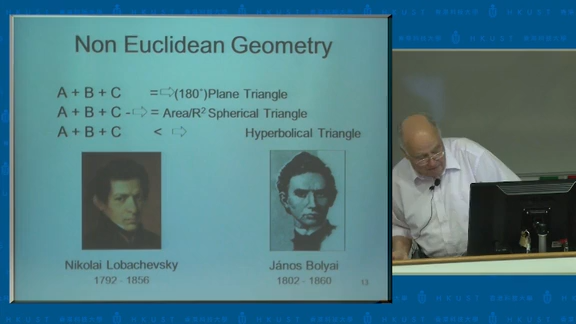 Non Euclidean Geometry
A + B + C = ⇨ (180°)Plane Triangle
A + B + C - ⇨ = Area/R² Spherical Triangle
A + B + C < ⇨ Hyperbolical Triangle
Nikolai Lobachevsky
János Bolyai
1792 - 1856
1802 - 1860
13
HKUST